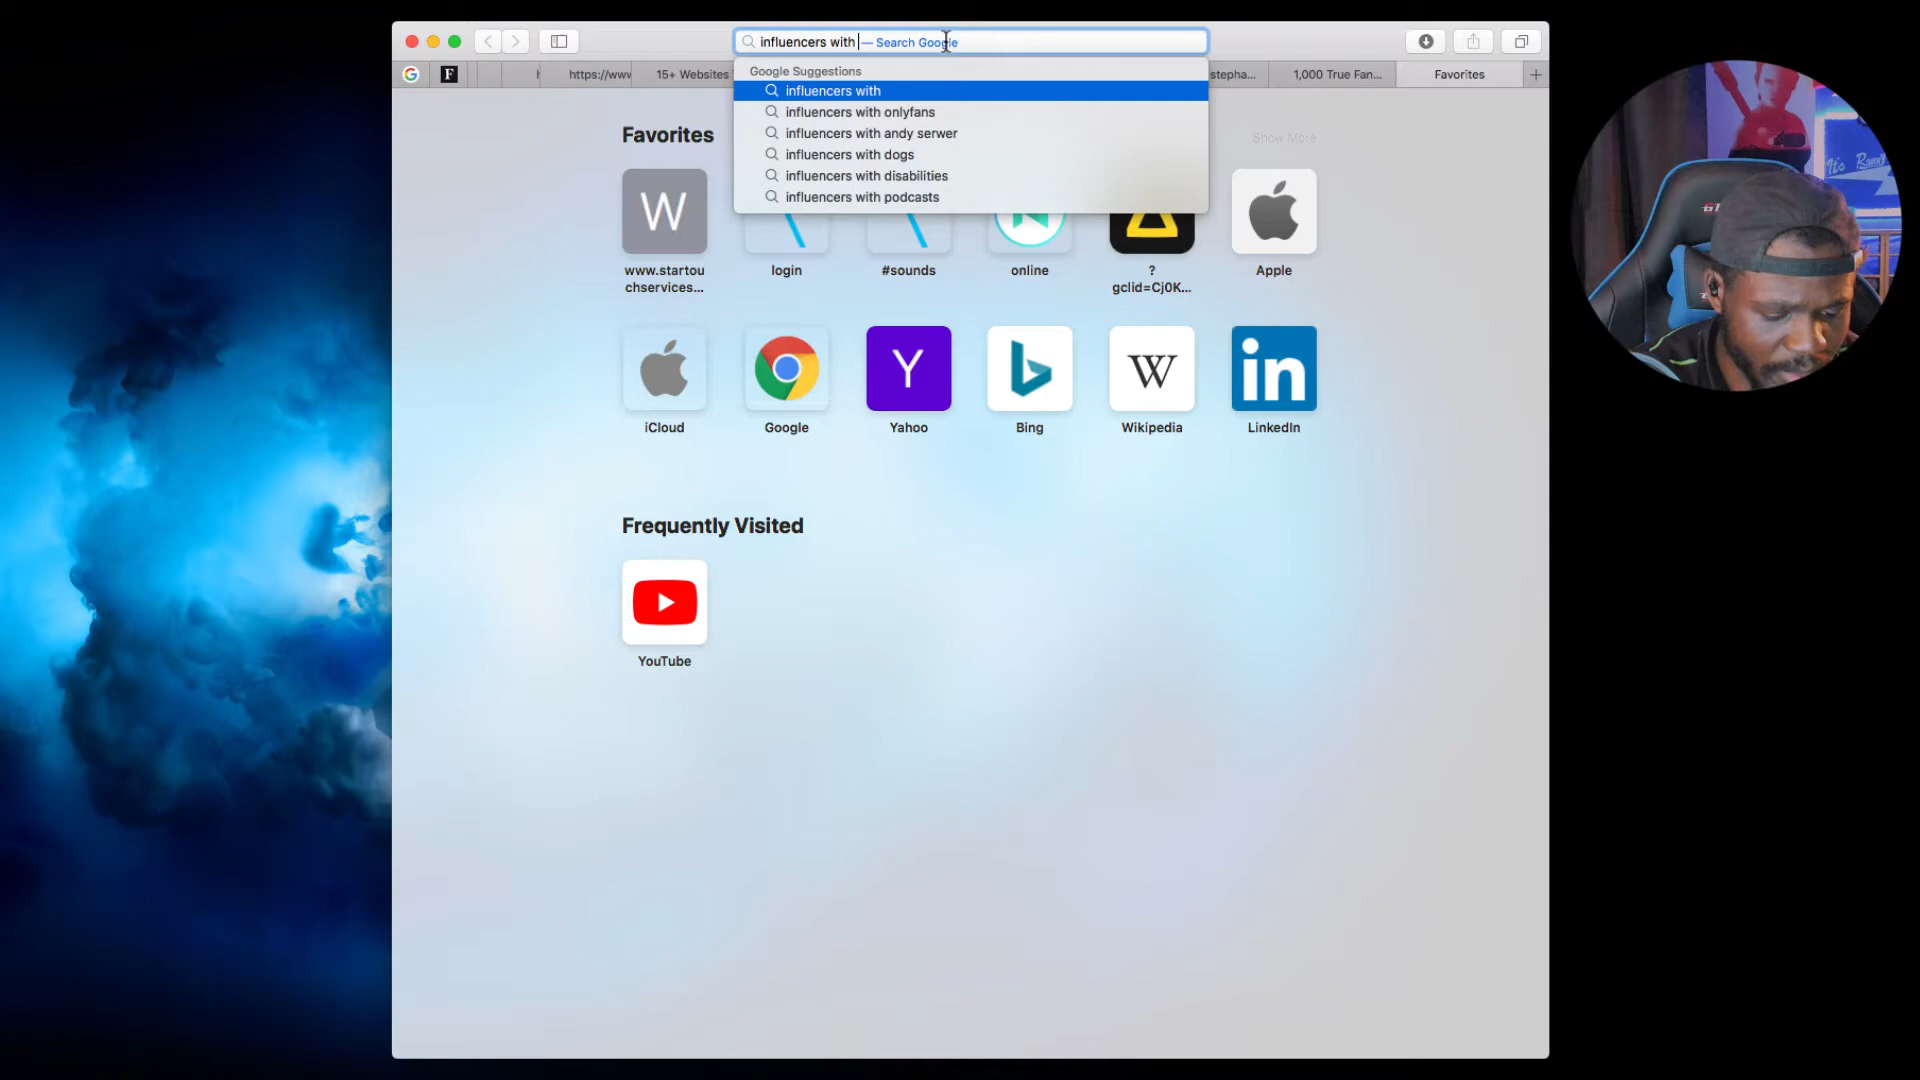 influencers with — Search Google
https://www
15+ Websites
stepha...
1,000 True Fan...
Favorites
Google Suggestions
influencers with
influencers with onlyfans
influencers with andy serwer
influencers with dogs
influencers with disabilities
influencers with podcasts
Favorites
Show More
W
www.startou
chservices...
login
#sounds
online
?
gclid=Cj0K...
Apple
iCloud
Google
Yahoo
Bing
Wikipedia
LinkedIn
Frequently Visited
YouTube